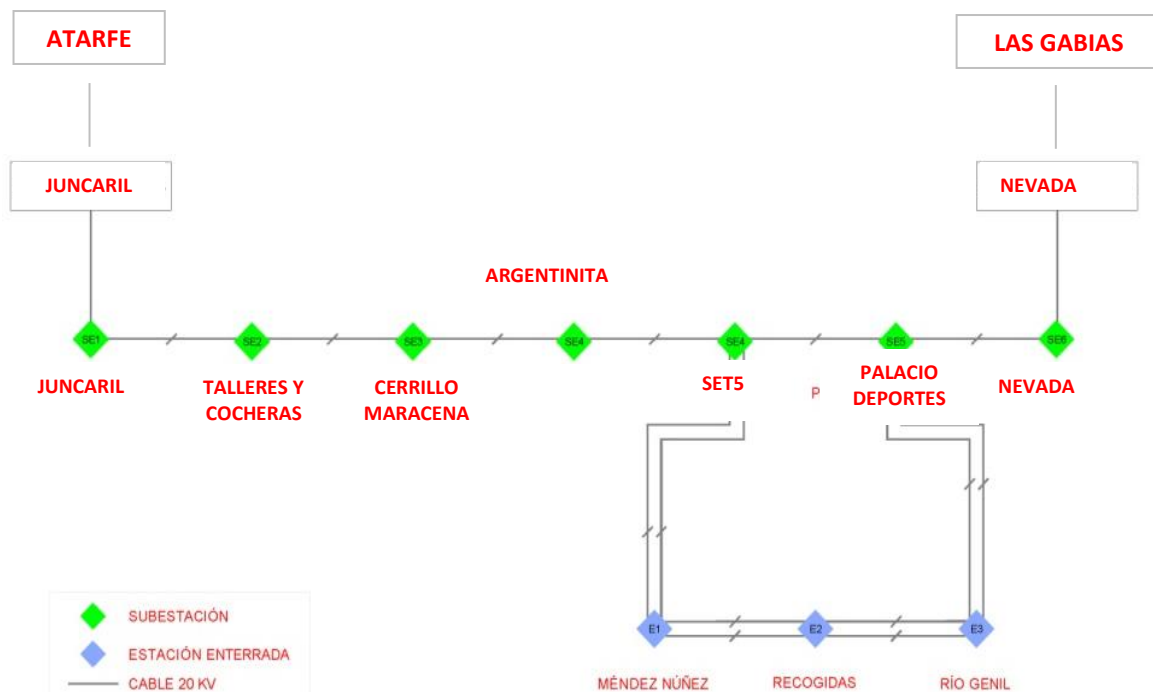 ATARFE
LAS GABIAS
JUNCARIL
NEVADA
ARGENTINITA
SE1
SE2
SE3
SE4
SE4
SE5
SE6
JUNCARIL
TALLERES Y
COCHERAS
CERRILLO
MARACENA
SET5
P
PALACIO
DEPORTES
NEVADA
SUBESTACIÓN
ESTACIÓN ENTERRADA
CABLE 20 KV
E1
E2
E3
MÉNDEZ NÚÑEZ
RECOGIDAS
RÍO GENIL